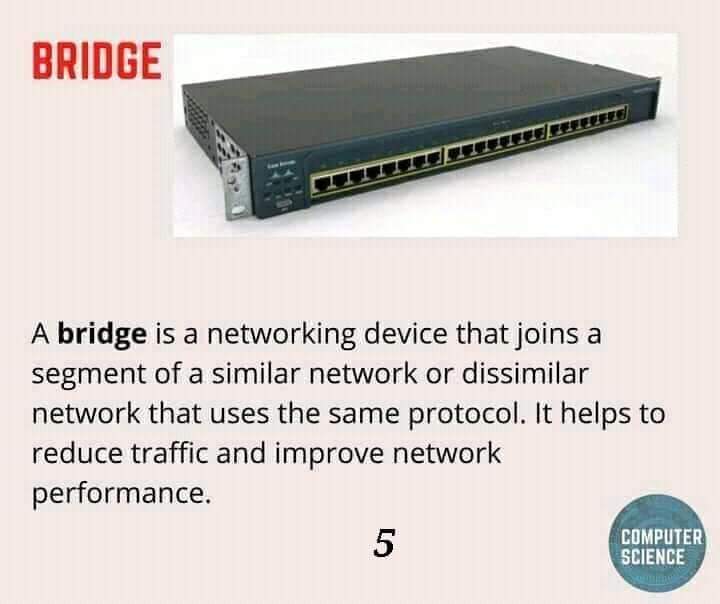 BRIDGE
A bridge is a networking device that joins a
segment of a similar network or dissimilar
network that uses the same protocol. It helps to
reduce traffic and improve network
performance.
5
COMPUTER
SCIENCE